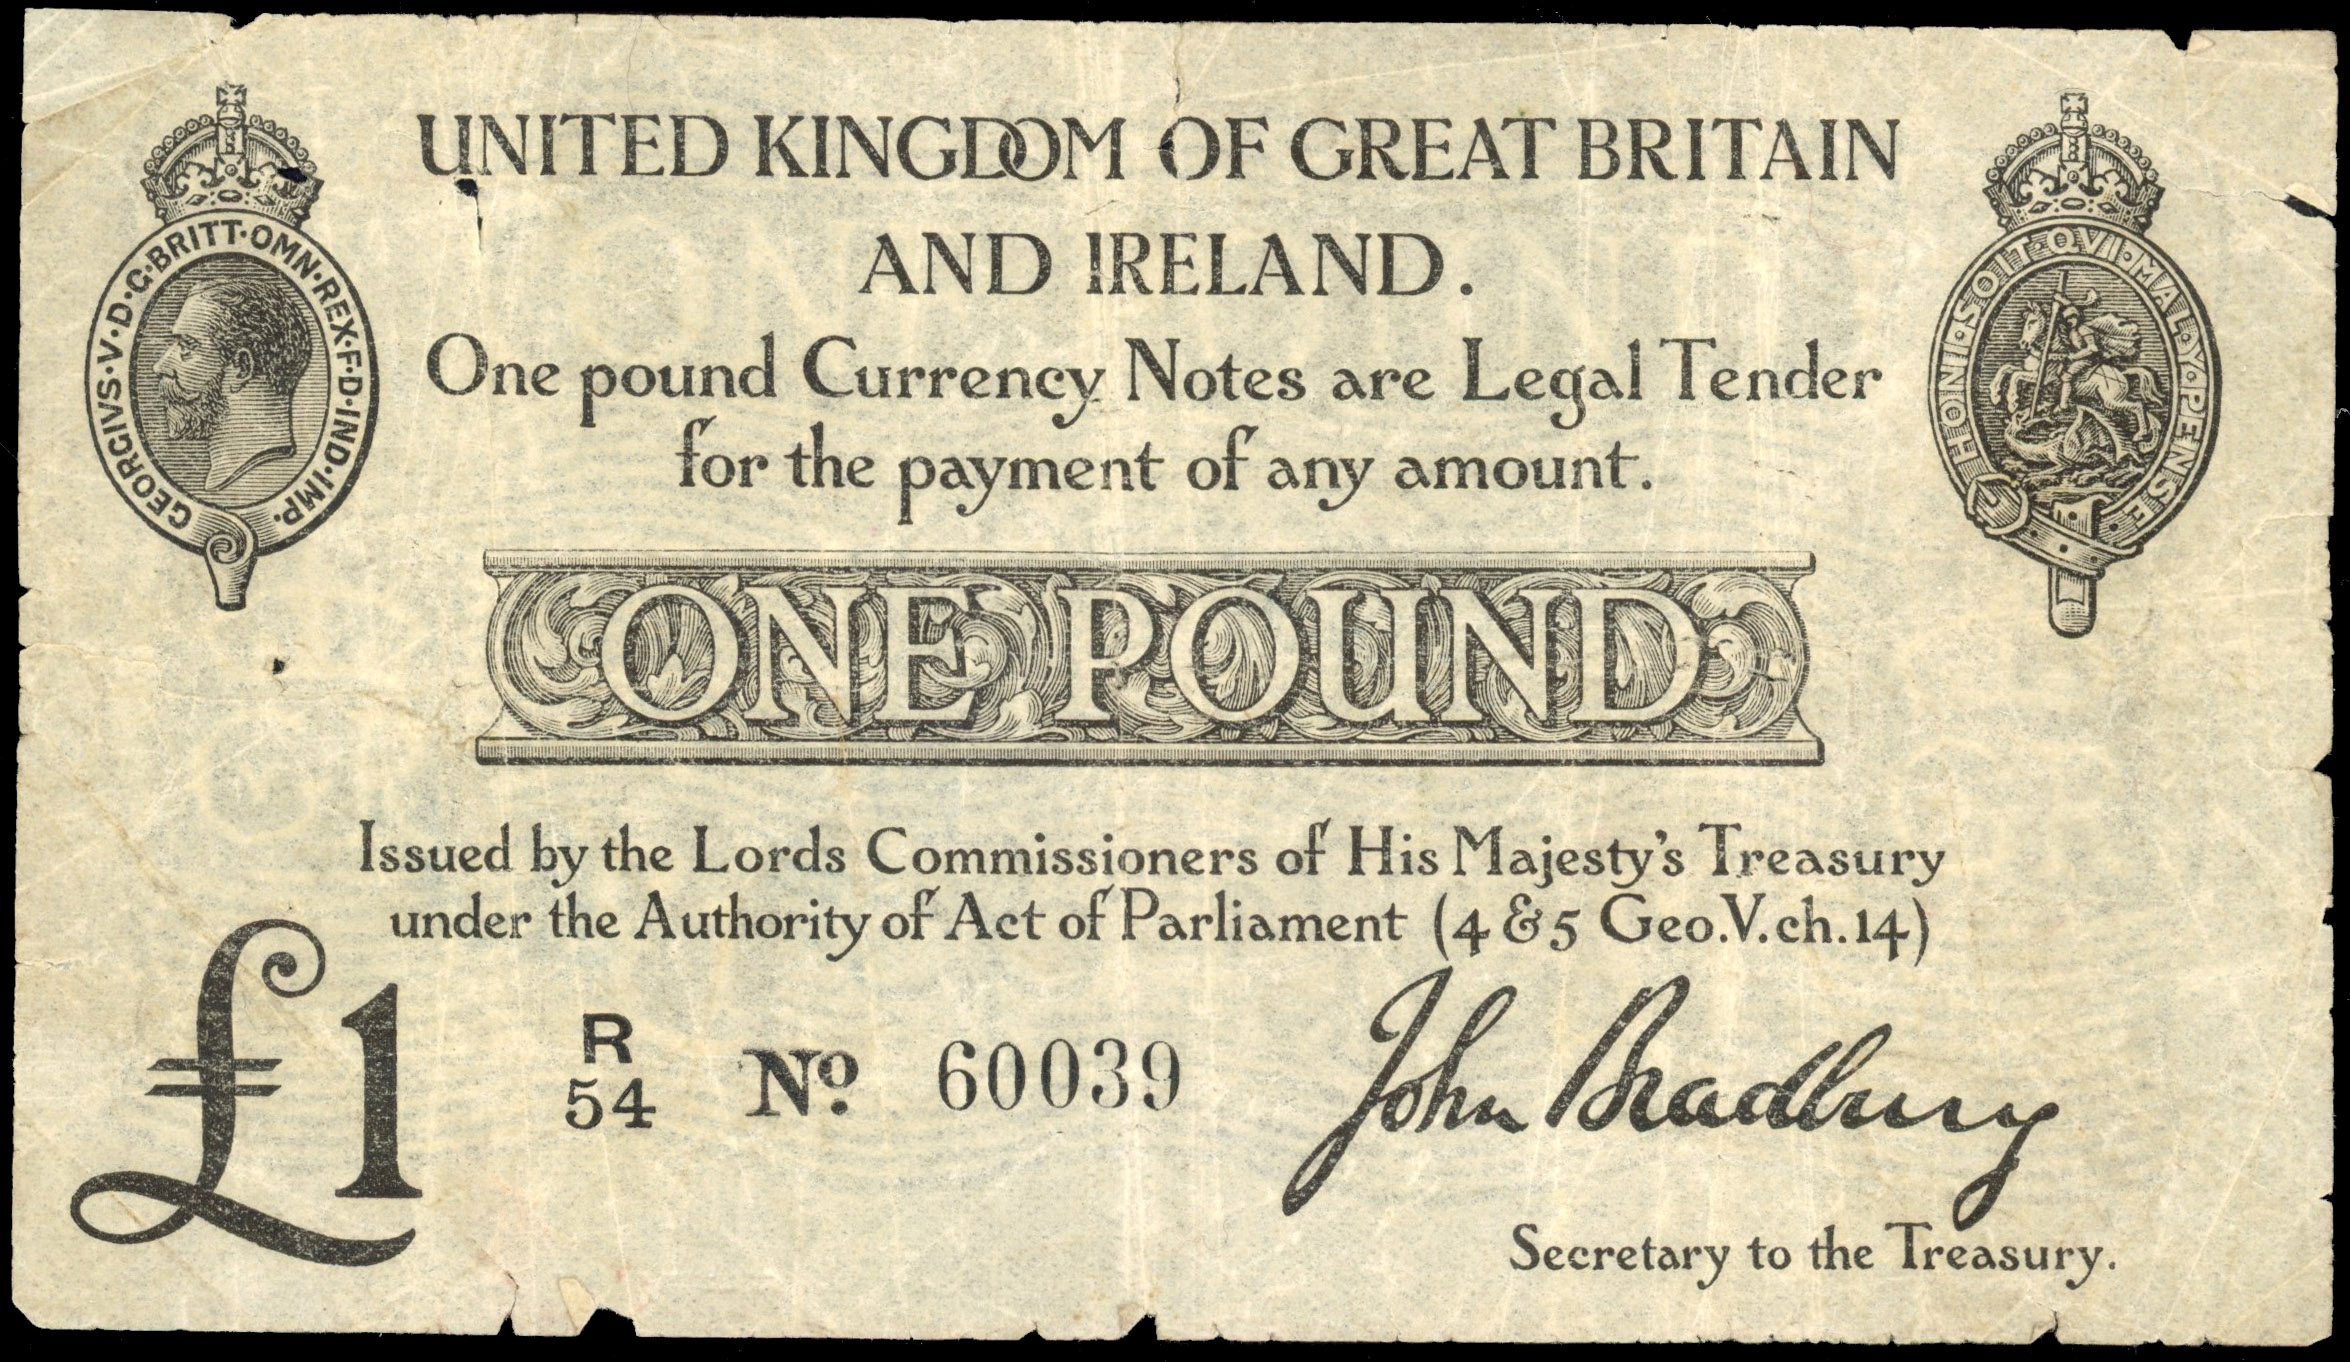 UNITED KINGDOM OF GREAT BRITAIN
AND IRELAND.
GEORGIVS·V·D·G·BRITT·OMN·REX·F·D·IND·IMP.
HONI·SOIT·QVI·MAL·Y·PENSE
One pound Currency Notes are Legal Tender
for the payment of any amount.
ONE POUND
Issued by the Lords Commissioners of His Majesty's Treasury
under the Authority of Act of Parliament (4 & 5 Geo.V.ch.14)
£1
R
54
No. 60039
John Bradbury
Secretary to the Treasury.